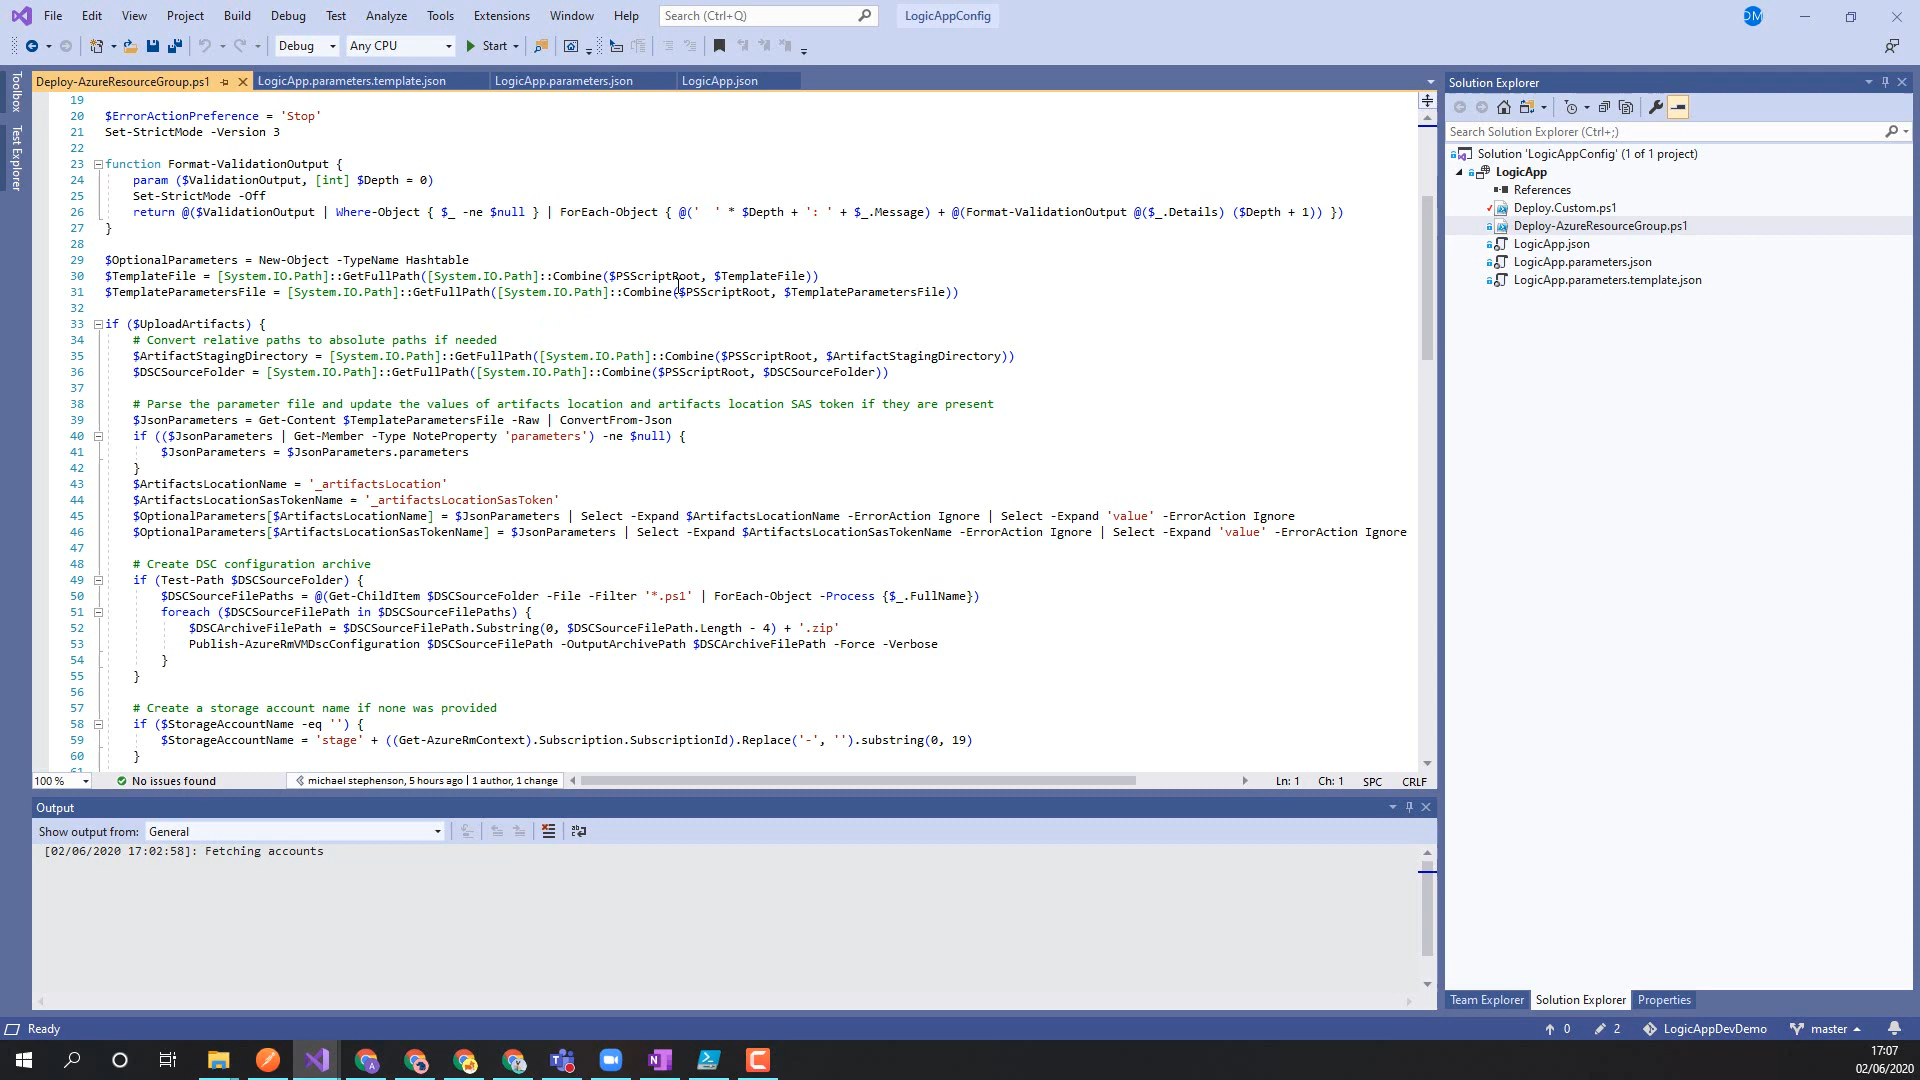 File Edit View Project Build Debug Test Analyze Tools Extensions Window Help Search (Ctrl+Q) LogicAppConfig DM
Debug Any CPU Start
Toolbox
Test Explorer
Deploy-AzureResourceGroup.ps1 LogicApp.parameters.template.json LogicApp.parameters.json LogicApp.json
19
20 $ErrorActionPreference = 'Stop'
21 Set-StrictMode -Version 3
22
23 function Format-ValidationOutput {
24 param ($ValidationOutput, [int] $Depth = 0)
25 Set-StrictMode -Off
26 return @($ValidationOutput | Where-Object { $_ -ne $null } | ForEach-Object { @('  ' * $Depth + ': ' + $_.Message) + @(Format-ValidationOutput @($_.Details) ($Depth + 1)) })
27 }
28
29 $OptionalParameters = New-Object -TypeName Hashtable
30 $TemplateFile = [System.IO.Path]::GetFullPath([System.IO.Path]::Combine($PSScriptRoot, $TemplateFile))
31 $TemplateParametersFile = [System.IO.Path]::GetFullPath([System.IO.Path]::Combine($PSScriptRoot, $TemplateParametersFile))
32
33 if ($UploadArtifacts) {
34 # Convert relative paths to absolute paths if needed
35 $ArtifactStagingDirectory = [System.IO.Path]::GetFullPath([System.IO.Path]::Combine($PSScriptRoot, $ArtifactStagingDirectory))
36 $DSCSourceFolder = [System.IO.Path]::GetFullPath([System.IO.Path]::Combine($PSScriptRoot, $DSCSourceFolder))
37
38 # Parse the parameter file and update the values of artifacts location and artifacts location SAS token if they are present
39 $JsonParameters = Get-Content $TemplateParametersFile -Raw | ConvertFrom-Json
40 if (($JsonParameters | Get-Member -Type NoteProperty 'parameters') -ne $null) {
41 $JsonParameters = $JsonParameters.parameters
42 }
43 $ArtifactsLocationName = '_artifactsLocation'
44 $ArtifactsLocationSasTokenName = '_artifactsLocationSasToken'
45 $OptionalParameters[$ArtifactsLocationName] = $JsonParameters | Select -Expand $ArtifactsLocationName -ErrorAction Ignore | Select -Expand 'value' -ErrorAction Ignore
46 $OptionalParameters[$ArtifactsLocationSasTokenName] = $JsonParameters | Select -Expand $ArtifactsLocationSasTokenName -ErrorAction Ignore | Select -Expand 'value' -ErrorAction Ignore
47
48 # Create DSC configuration archive
49 if (Test-Path $DSCSourceFolder) {
50 $DSCSourceFilePaths = @(Get-ChildItem $DSCSourceFolder -File -Filter '*.ps1' | ForEach-Object -Process {$_.FullName})
51 foreach ($DSCSourceFilePath in $DSCSourceFilePaths) {
52 $DSCArchiveFilePath = $DSCSourceFilePath.Substring(0, $DSCSourceFilePath.Length - 4) + '.zip'
53 Publish-AzureRmVMDscConfiguration $DSCSourceFilePath -OutputArchivePath $DSCArchiveFilePath -Force -Verbose
54 }
55 }
56
57 # Create a storage account name if none was provided
58 if ($StorageAccountName -eq '') {
59 $StorageAccountName = 'stage' + ((Get-AzureRmContext).Subscription.SubscriptionId).Replace('-', '').substring(0, 19)
60 }
61
100 % No issues found michael stephenson, 5 hours ago | 1 author, 1 change Ln: 1 Ch: 1 SPC CRLF
Output
Show output from: General
[02/06/2020 17:02:58]: Fetching accounts
Solution Explorer
Search Solution Explorer (Ctrl+;)
Solution 'LogicAppConfig' (1 of 1 project)
LogicApp
References
Deploy.Custom.ps1
Deploy-AzureResourceGroup.ps1
LogicApp.json
LogicApp.parameters.json
LogicApp.parameters.template.json
Team Explorer Solution Explorer Properties
Ready 0 2 LogicAppDevDemo master
17:07
02/06/2020